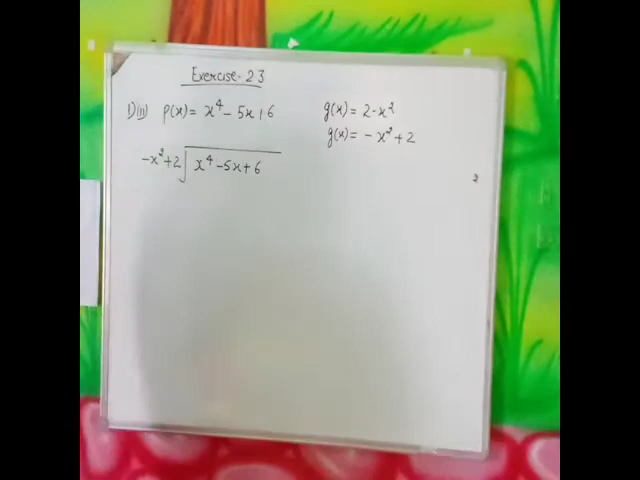 Exercise-2 3
1)iii) p(x)= x⁴-5x+6 g(x)= 2-x²
g(x)= -x²+2
-x²+2 x⁴-5x+6